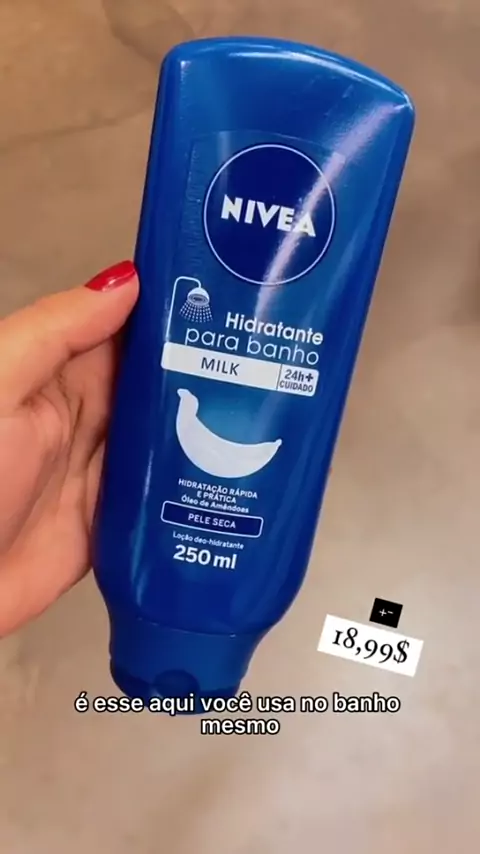 NIVEA
Hidratante
para banho
MILK
24h+
CUIDADO
HIDRATAÇÃO RÁPIDA
E PRÁTICA
Óleo de Amêndoas
PELE SECA
Loção deo-hidratante
250 ml
+-
18,99$
é esse aqui você usa no banho
mesmo